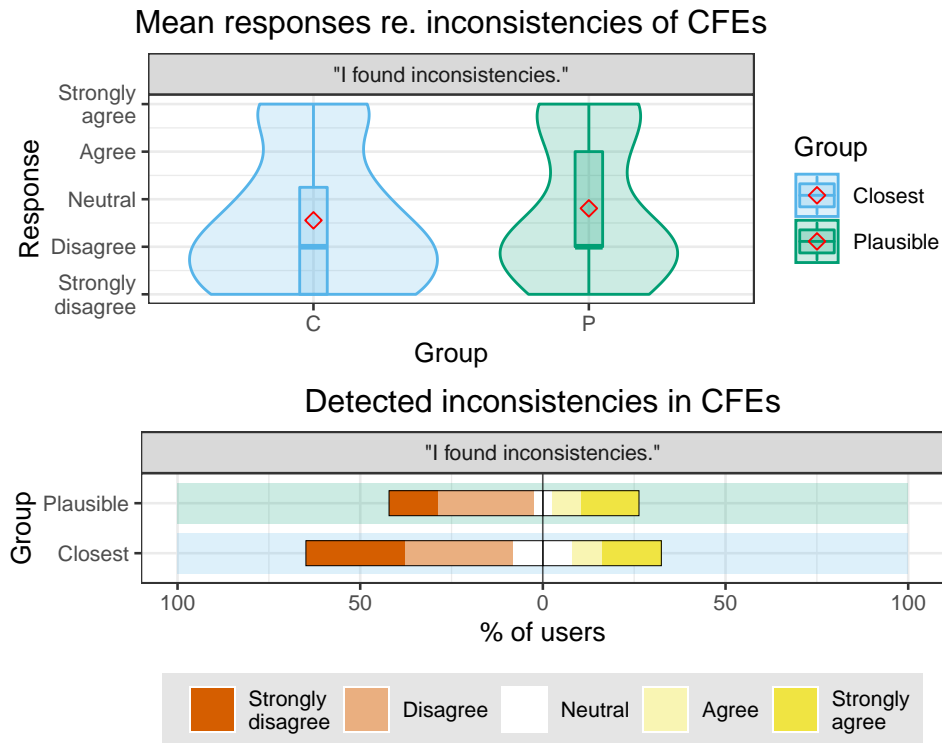 Mean responses re. inconsistencies of CFEs
"I found inconsistencies."
Response
Strongly
agree
Agree
Neutral
Disagree
Strongly
disagree
C
P
Group
Group
Closest
Plausible
Detected inconsistencies in CFEs
"I found inconsistencies."
Group
Plausible
Closest
100
50
0
50
100
% of users
Strongly
disagree
Disagree
Neutral
Agree
Strongly
agree